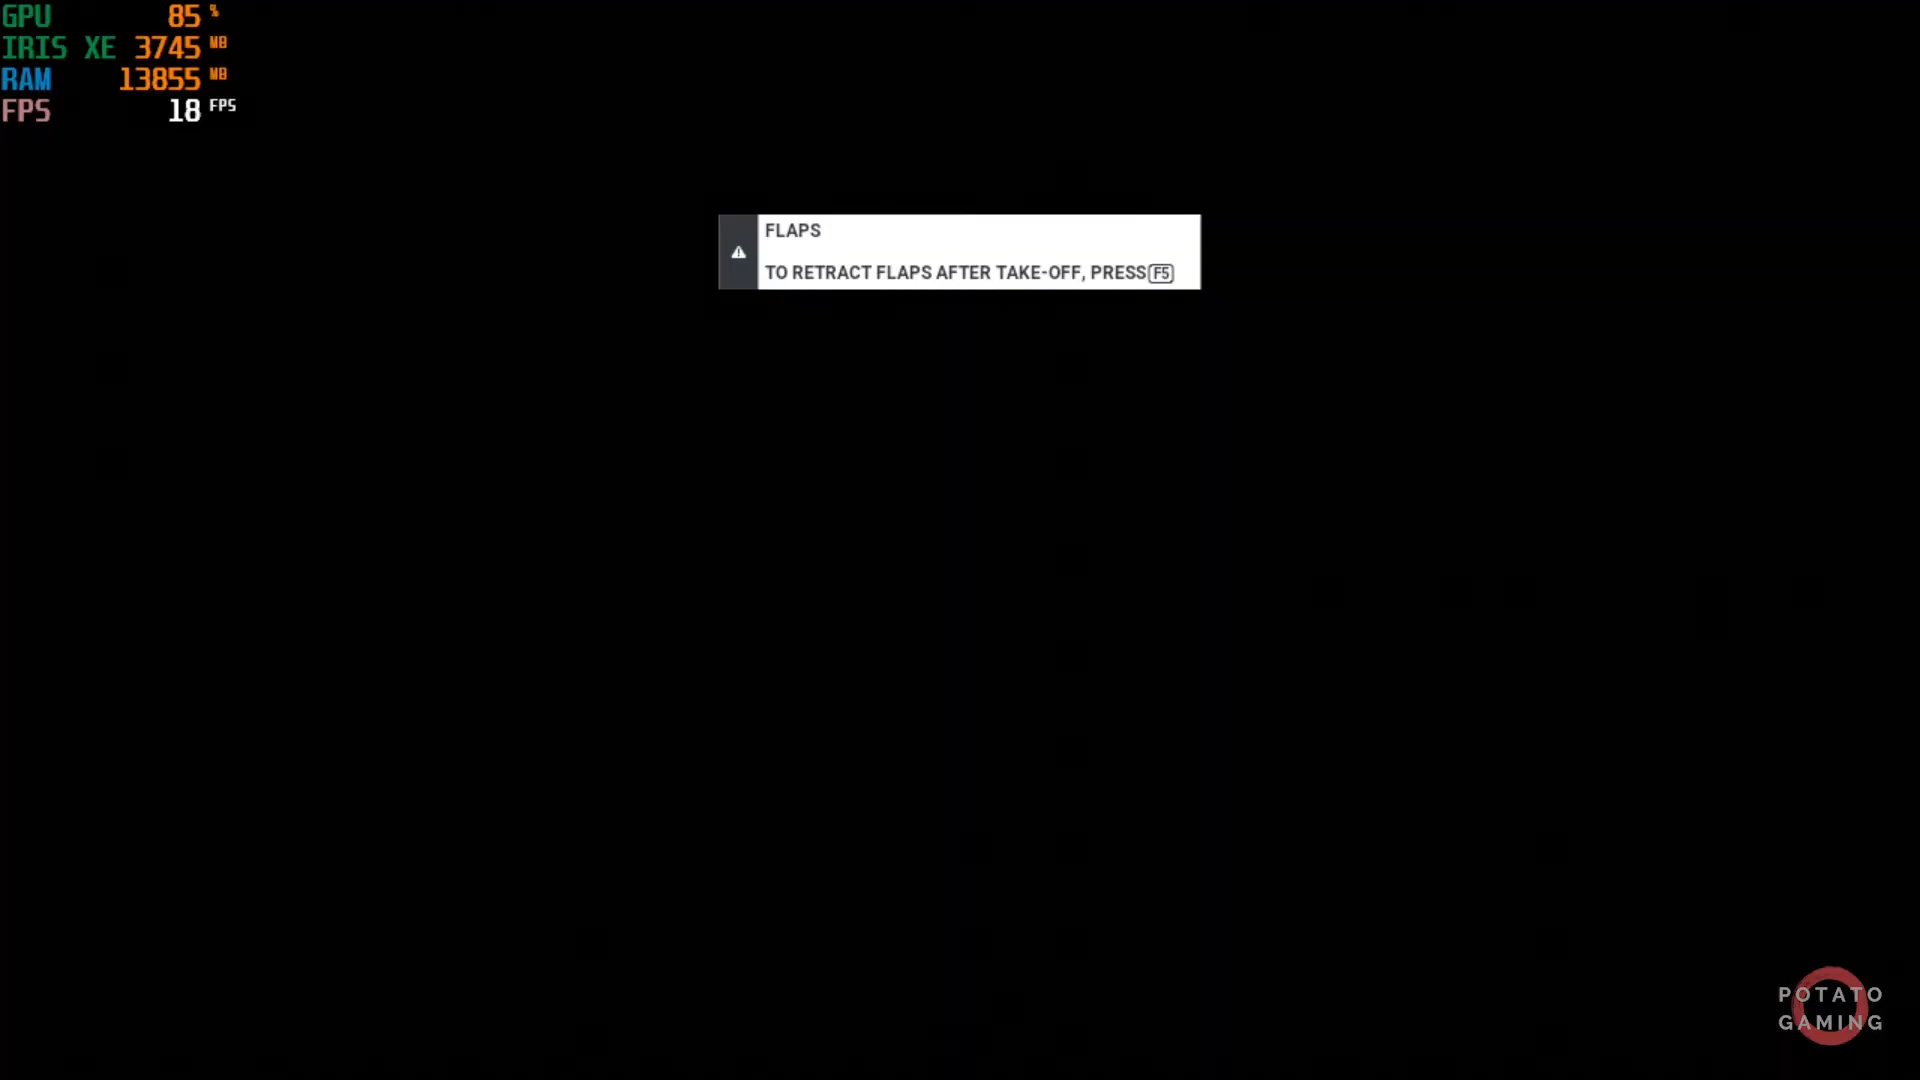 GPU 85 %
IRIS XE 3745 MB
RAM 13855 MB
FPS 18 FPS
FLAPS
TO RETRACT FLAPS AFTER TAKE-OFF, PRESS F5
POTATO
GAMING